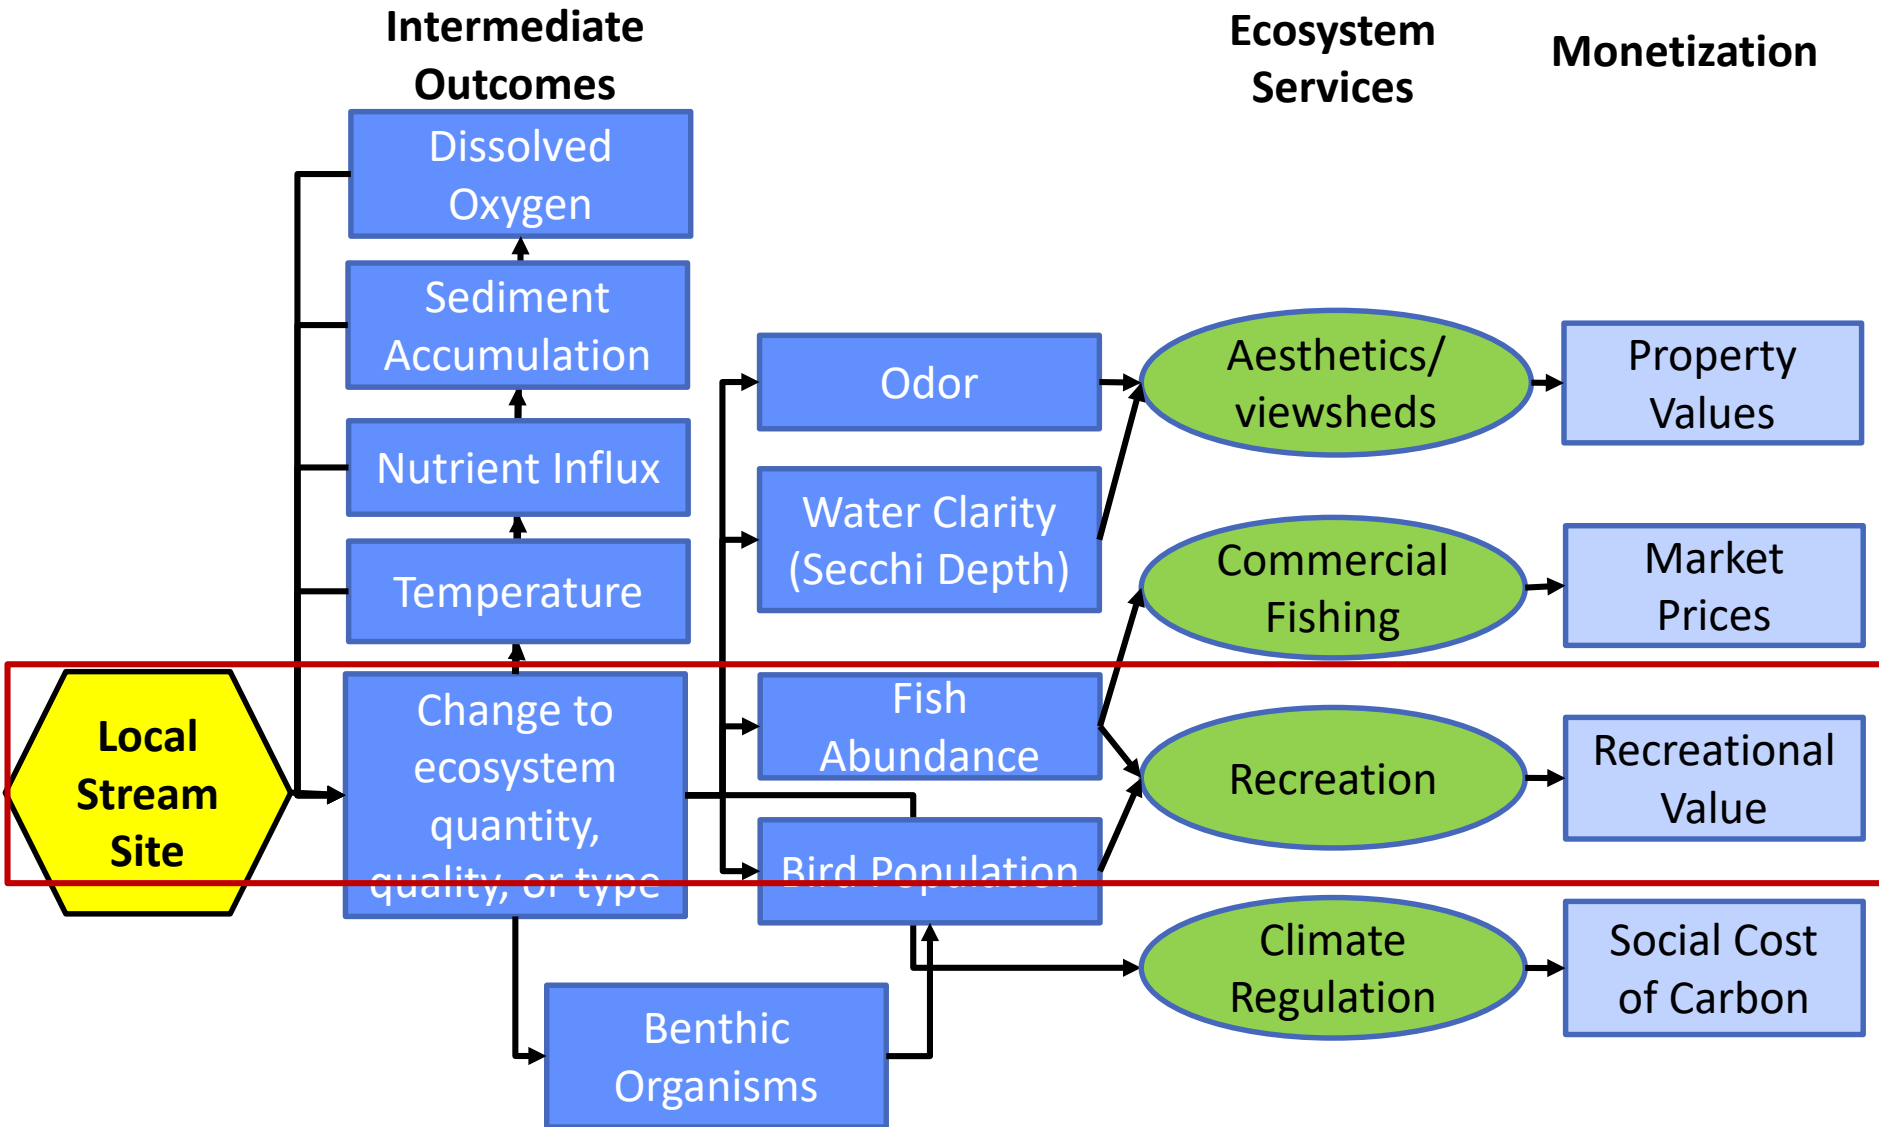 Intermediate
Outcomes
Ecosystem
Services
Monetization
Dissolved
Oxygen
Sediment
Accumulation
Nutrient Influx
Temperature
Local
Stream
Site
Change to
ecosystem
quantity,
quality, or type
Benthic
Organisms
Odor
Water Clarity
(Secchi Depth)
Fish
Abundance
Bird Population
Aesthetics/
viewsheds
Commercial
Fishing
Recreation
Climate
Regulation
Property
Values
Market
Prices
Recreational
Value
Social Cost
of Carbon